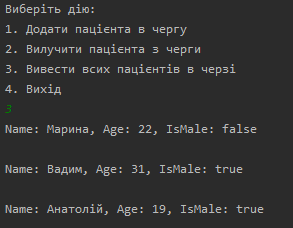 Виберіть дію:
1. Додати пацієнта в чергу
2. Вилучити пацієнта з черги
3. Вивести всих пацієнтів в черзі
4. Вихід
3
Name: Марина, Age: 22, IsMale: false
Name: Вадим, Age: 31, IsMale: true
Name: Анатолій, Age: 19, IsMale: true